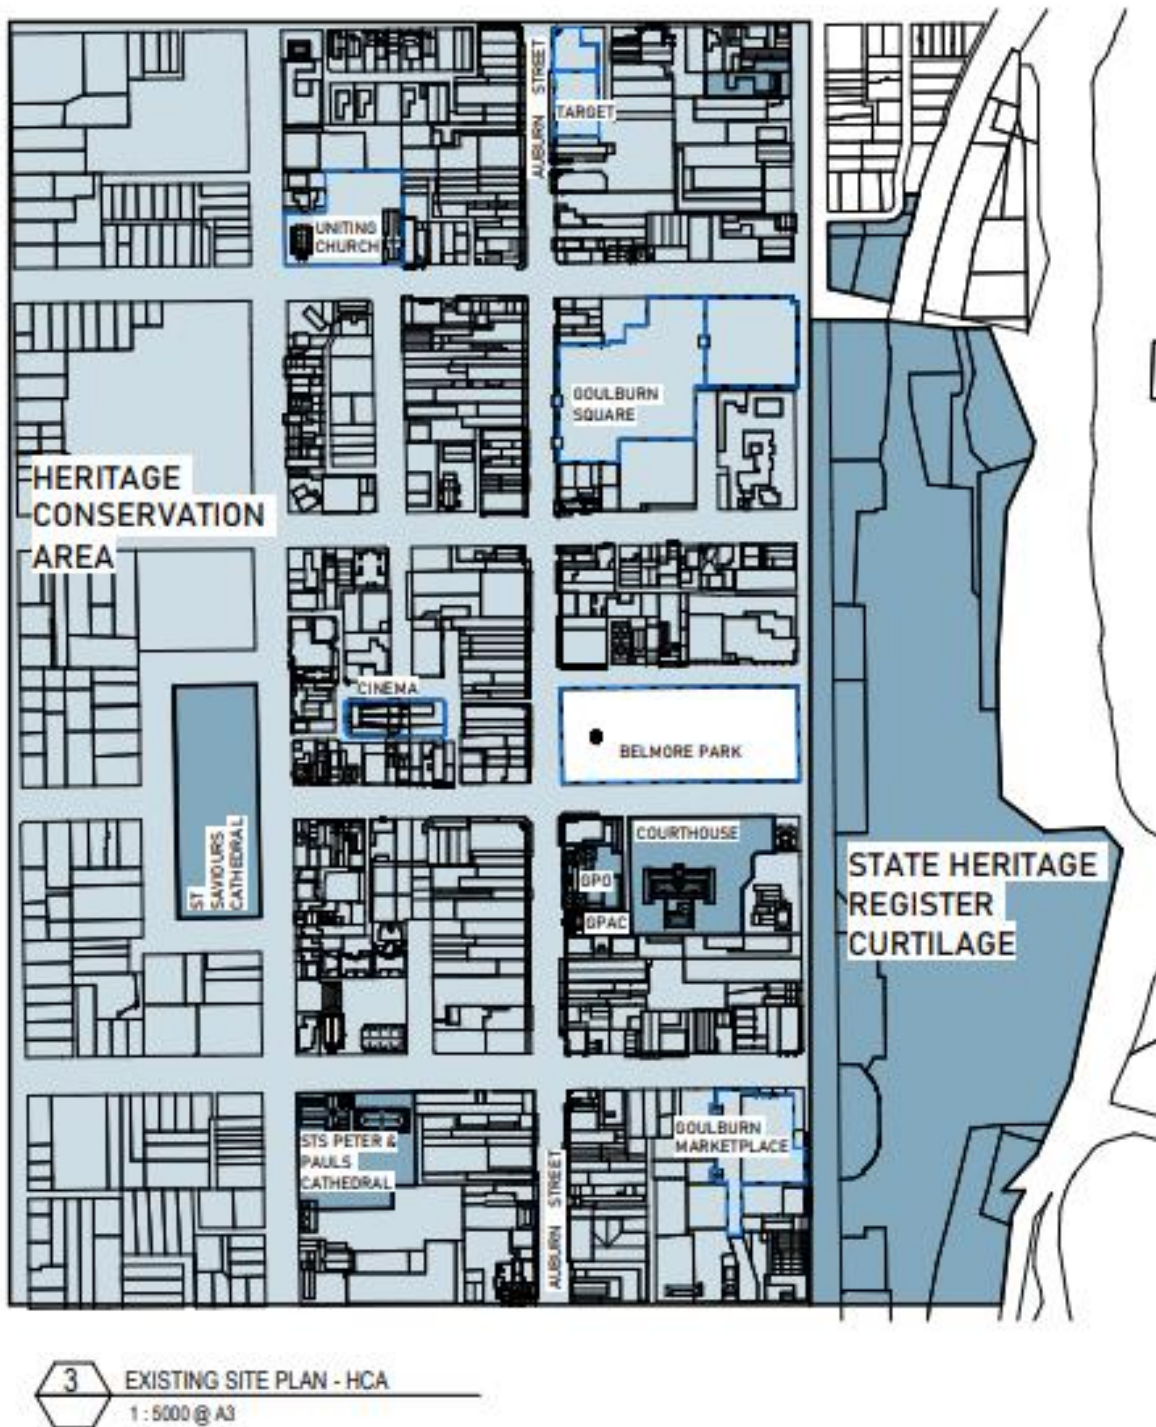 AUBURN STREET
TARGET
UNITING
CHURCH
GOULBURN
SQUARE
HERITAGE
CONSERVATION
AREA
CINEMA
BELMORE PARK
ST
SAVIOURS
CATHEDRAL
COURTHOUSE
GPO
GPAC
STATE HERITAGE
REGISTER
CURTILAGE
STS PETER &
PAULS
CATHEDRAL
GOULBURN
MARKETPLACE
AUBURN STREET
3
EXISTING SITE PLAN - HCA
1 : 5000 @ A3